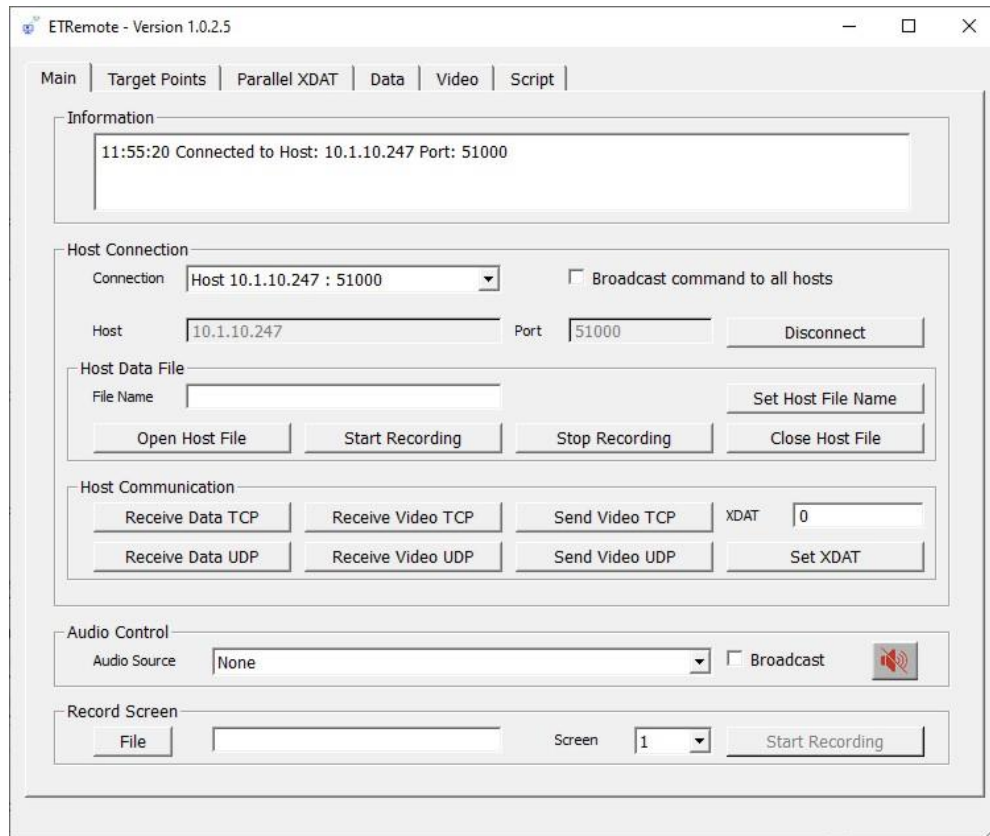 ETRemote - Version 1.0.2.5
Main Target Points Parallel XDAT Data Video Script
Information
11:55:20 Connected to Host: 10.1.10.247 Port: 51000
Host Connection
Connection Host 10.1.10.247 : 51000 Broadcast command to all hosts
Host 10.1.10.247 Port 51000 Disconnect
Host Data File
File Name Set Host File Name
Open Host File Start Recording Stop Recording Close Host File
Host Communication
Receive Data TCP Receive Video TCP Send Video TCP XDAT 0
Receive Data UDP Receive Video UDP Send Video UDP Set XDAT
Audio Control
Audio Source None Broadcast
Record Screen
File Screen 1 Start Recording